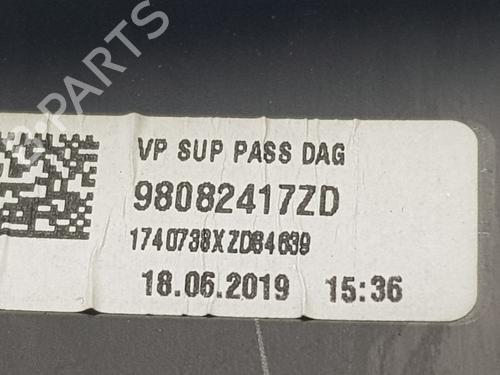 VP SUP PASS DAG
98082417ZD
1740738XZD84639
18.06.2019 15:36